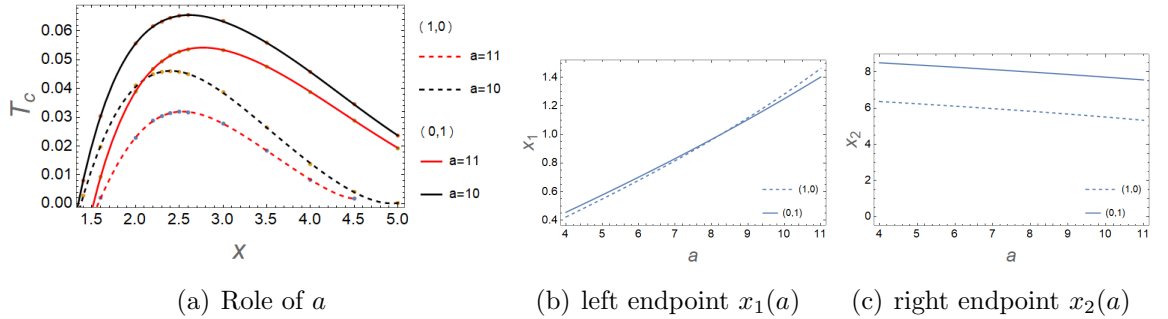 0.06
0.05
0.04
0.03
0.02
0.01
0.00
T_c
1.5 2.0 2.5 3.0 3.5 4.0 4.5 5.0
x
(1,0)
a=11
a=10
(0,1)
a=11
a=10
(a) Role of a
1.4
1.2
1.0
0.8
0.6
0.4
x_1
4 5 6 7 8 9 10 11
a
(1,0)
(0.1)
(b) left endpoint x_1(a)
8
6
4
2
0
x_2
4 5 6 7 8 9 10 11
a
(1,0)
(0,1)
(c) right endpoint x_2(a)